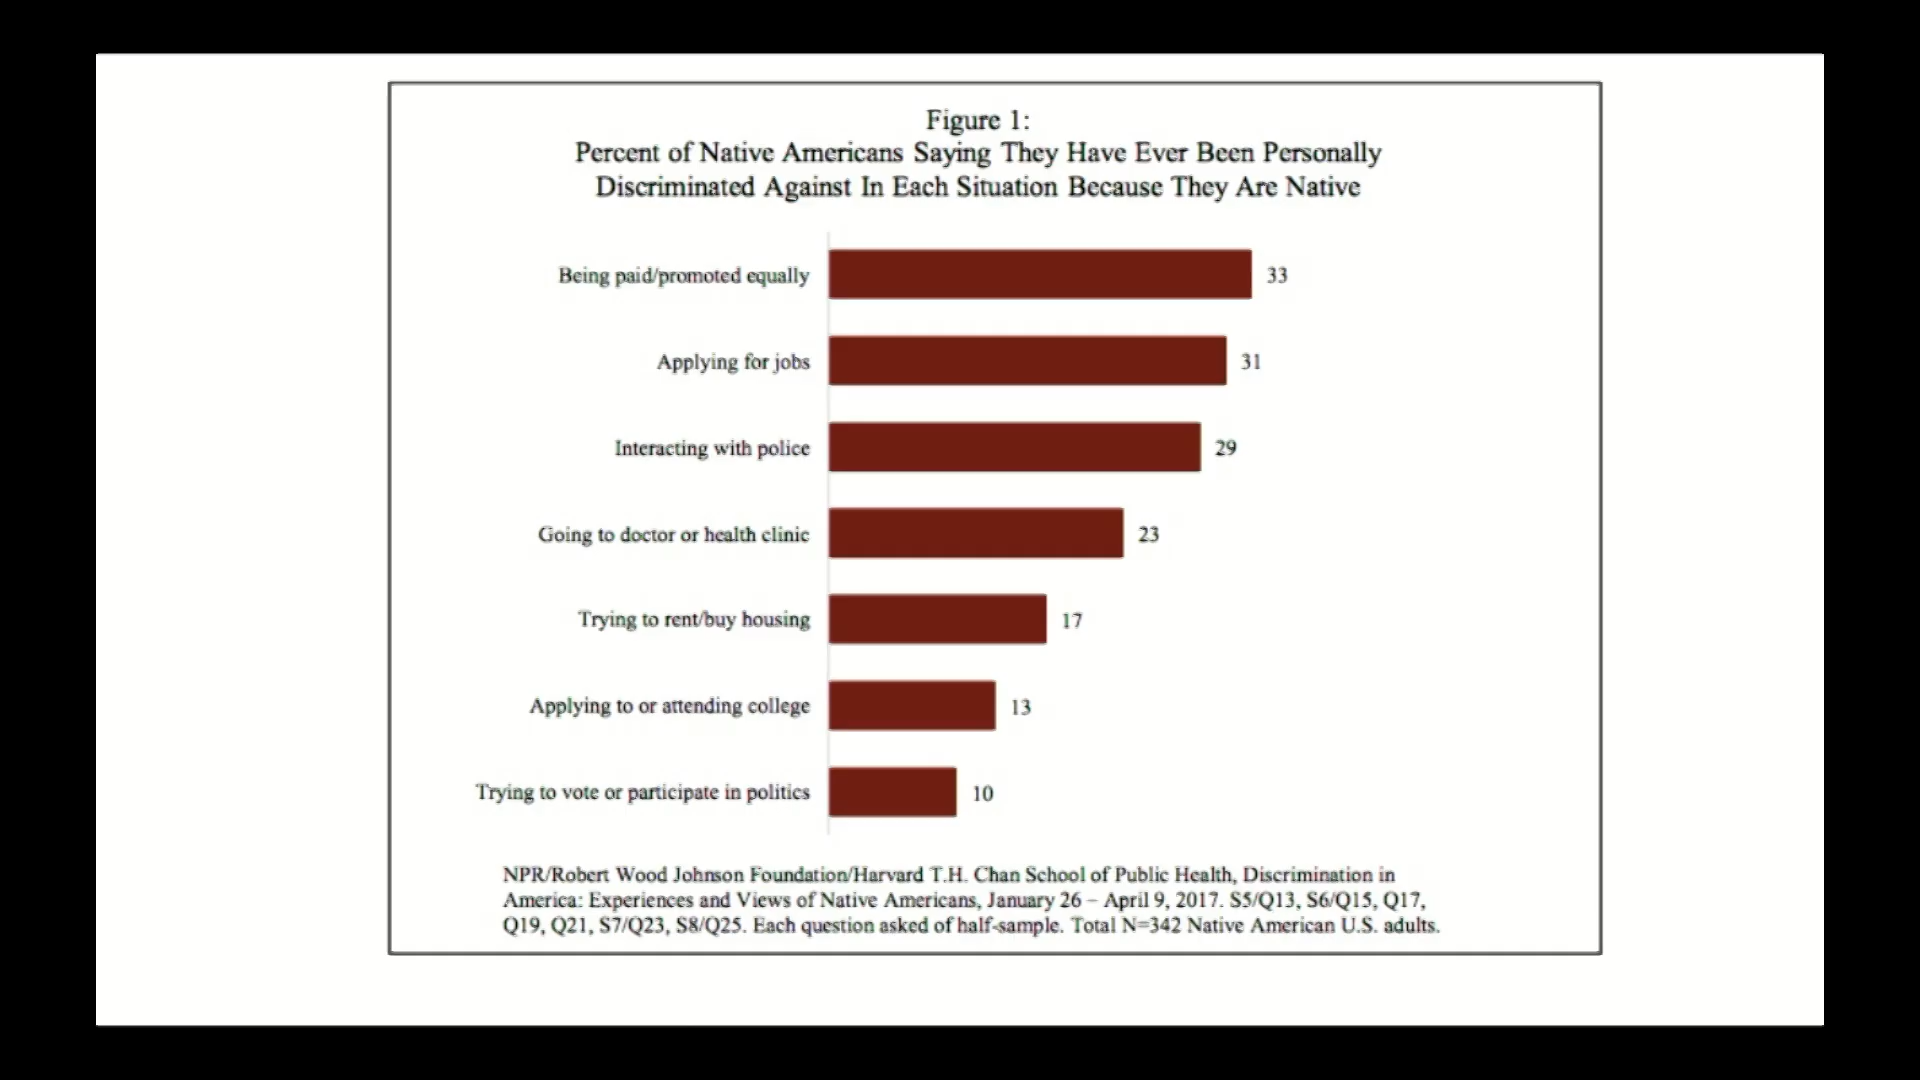 Figure 1:
Percent of Native Americans Saying They Have Ever Been Personally
Discriminated Against In Each Situation Because They Are Native
Being paid/promoted equally 33
Applying for jobs 31
Interacting with police 29
Going to doctor or health clinic 23
Trying to rent/buy housing 17
Applying to or attending college 13
Trying to vote or participate in politics 10
NPR/Robert Wood Johnson Foundation/Harvard T.H. Chan School of Public Health, Discrimination in
America: Experiences and Views of Native Americans, January 26 – April 9, 2017. S5/Q13, S6/Q15, Q17,
Q19, Q21, S7/Q23, S8/Q25. Each question asked of half-sample. Total N=342 Native American U.S. adults.